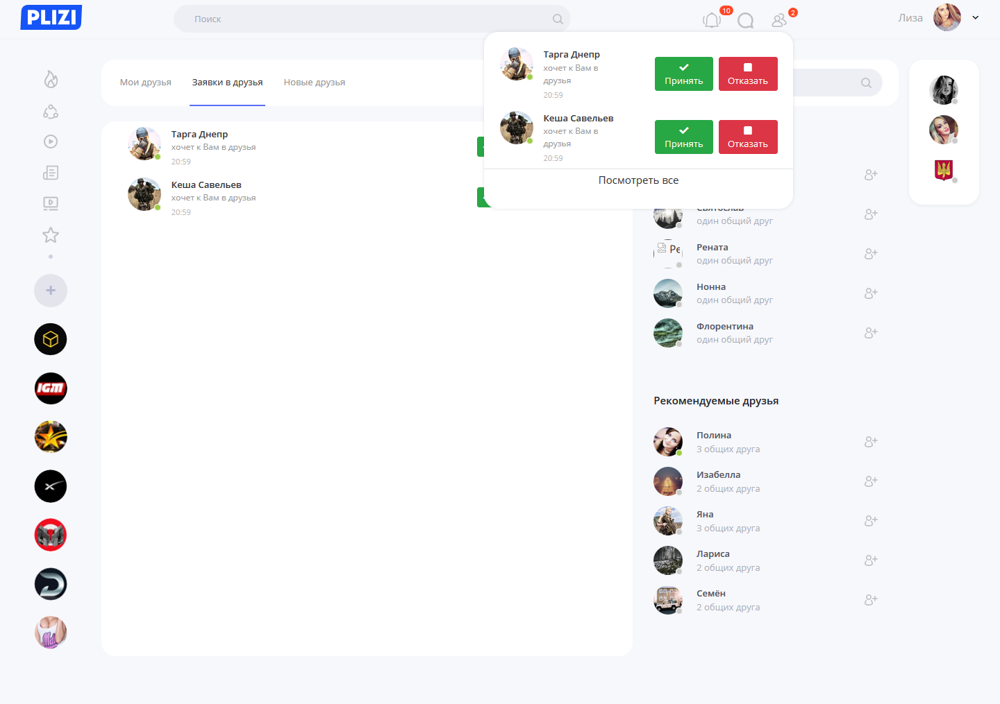 PLIZI
Поиск
10
2
Лиза
Мои друзья
Заявки в друзья
Новые друзья
Тарга Днепр
хочет к Вам в
друзья
20:59
Принять
Отказать
Кеша Савельев
хочет к Вам в
друзья
20:59
Принять
Отказать
Посмотреть все
Тарга Днепр
хочет к Вам в друзья
20:59
Кеша Савельев
хочет к Вам в друзья
20:59
Святослав
один общий друг
Ре
Рената
один общий друг
Нонна
один общий друг
Флорентина
один общий друг
Рекомендуемые друзья
Полина
3 общих друга
Изабелла
2 общих друга
Яна
3 общих друга
Лариса
2 общих друга
Семён
2 общих друга
IGM